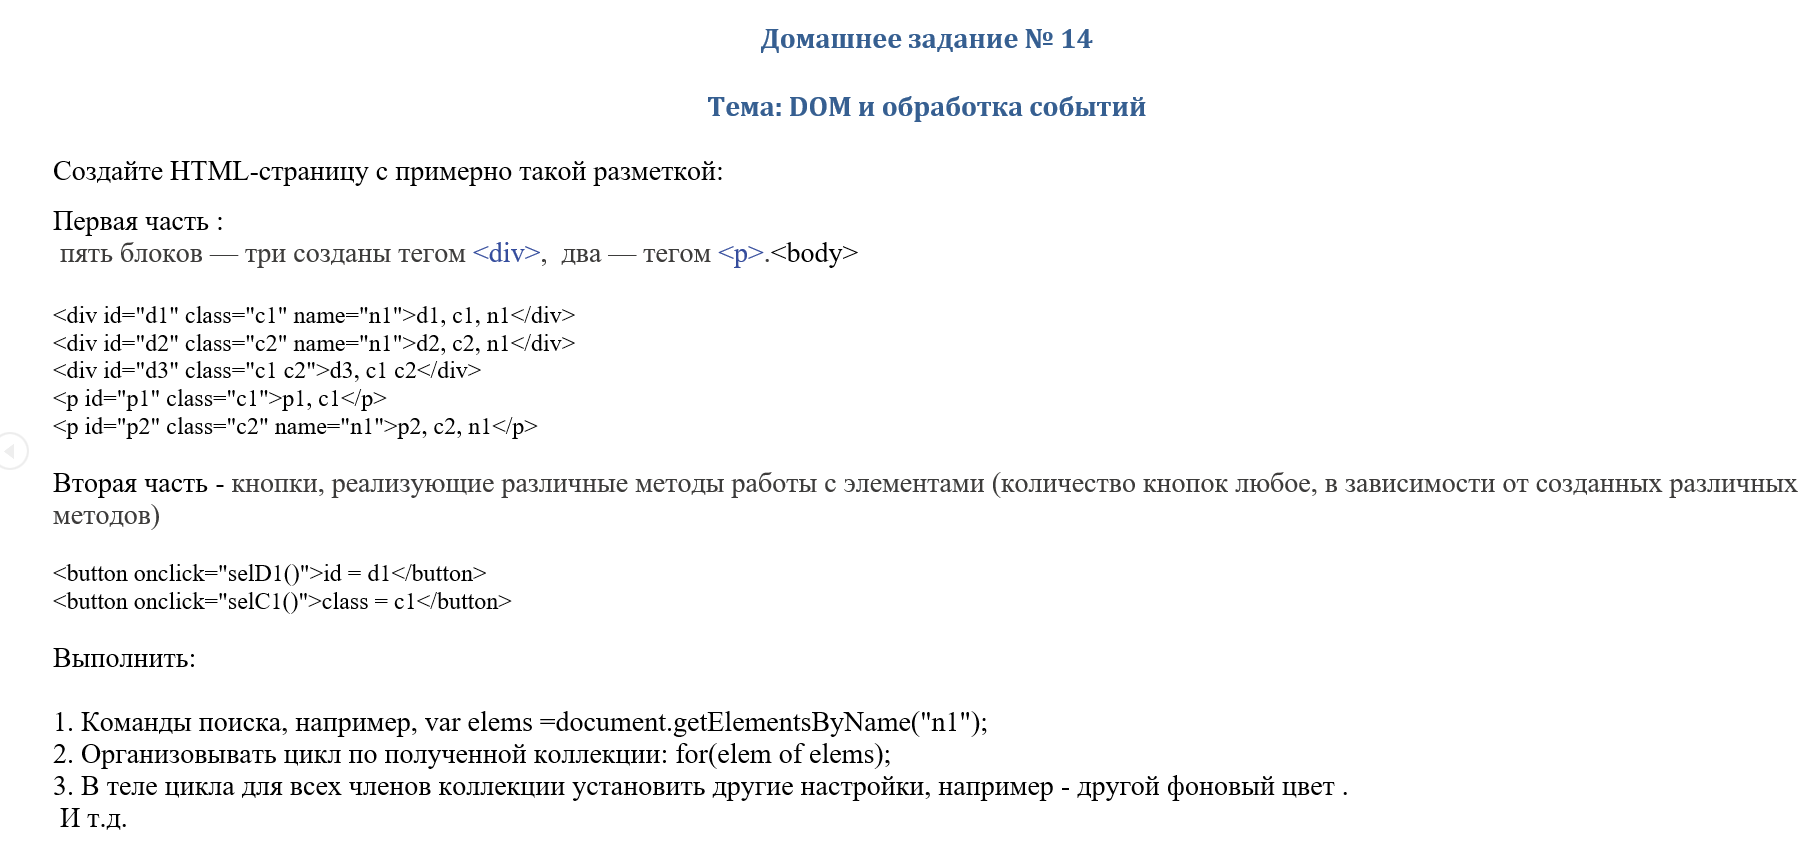 Домашнее задание № 14
Тема: DOM и обработка событий
Создайте HTML-страницу с примерно такой разметкой:
Первая часть :
пять блоков — три созданы тегом <div>,  два — тегом <p>.<body>
<div id="d1" class="c1" name="n1">d1, c1, n1</div>
<div id="d2" class="c2" name="n1">d2, c2, n1</div>
<div id="d3" class="c1 c2">d3, c1 c2</div>
<p id="p1" class="c1">p1, c1</p>
<p id="p2" class="c2" name="n1">p2, c2, n1</p>
Вторая часть - кнопки, реализующие различные методы работы с элементами (количество кнопок любое, в зависимости от созданных различных
методов)
<button onclick="selD1()">id = d1</button>
<button onclick="selC1()">class = c1</button>
Выполнить:
1. Команды поиска, например, var elems =document.getElementsByName("n1");
2. Организовывать цикл по полученной коллекции: for(elem of elems);
3. В теле цикла для всех членов коллекции установить другие настройки, например - другой фоновый цвет .
И т.д.